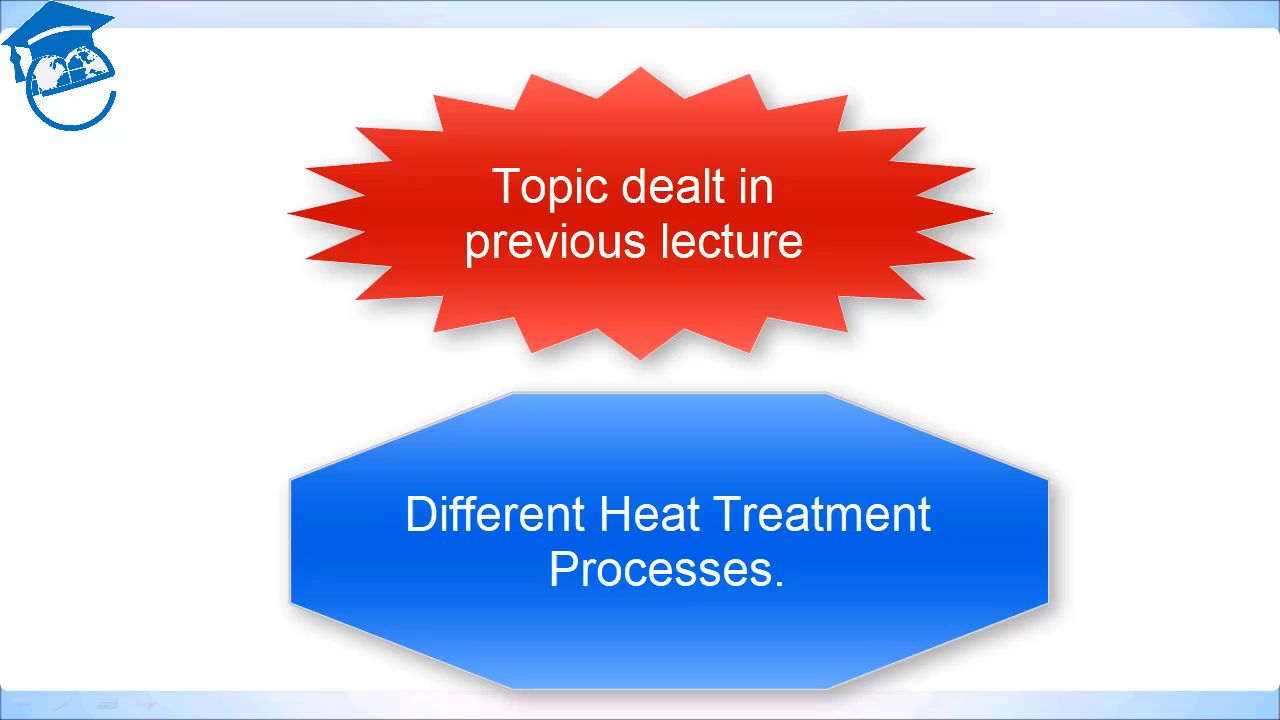 Topic dealt in
previous lecture
Different Heat Treatment
Processes.